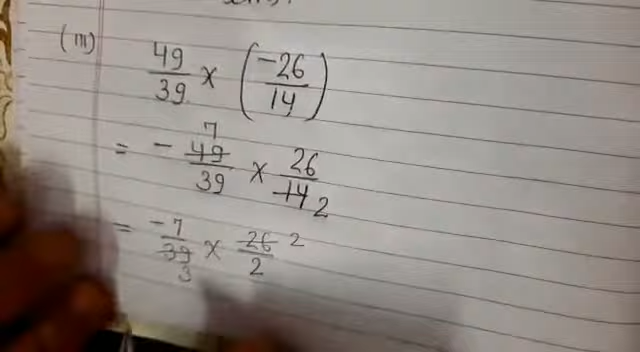 (III) 49/39 × (-26/14)
= - 49/39 7 × 26/14 2
= -7/39 3 × 26/2 2